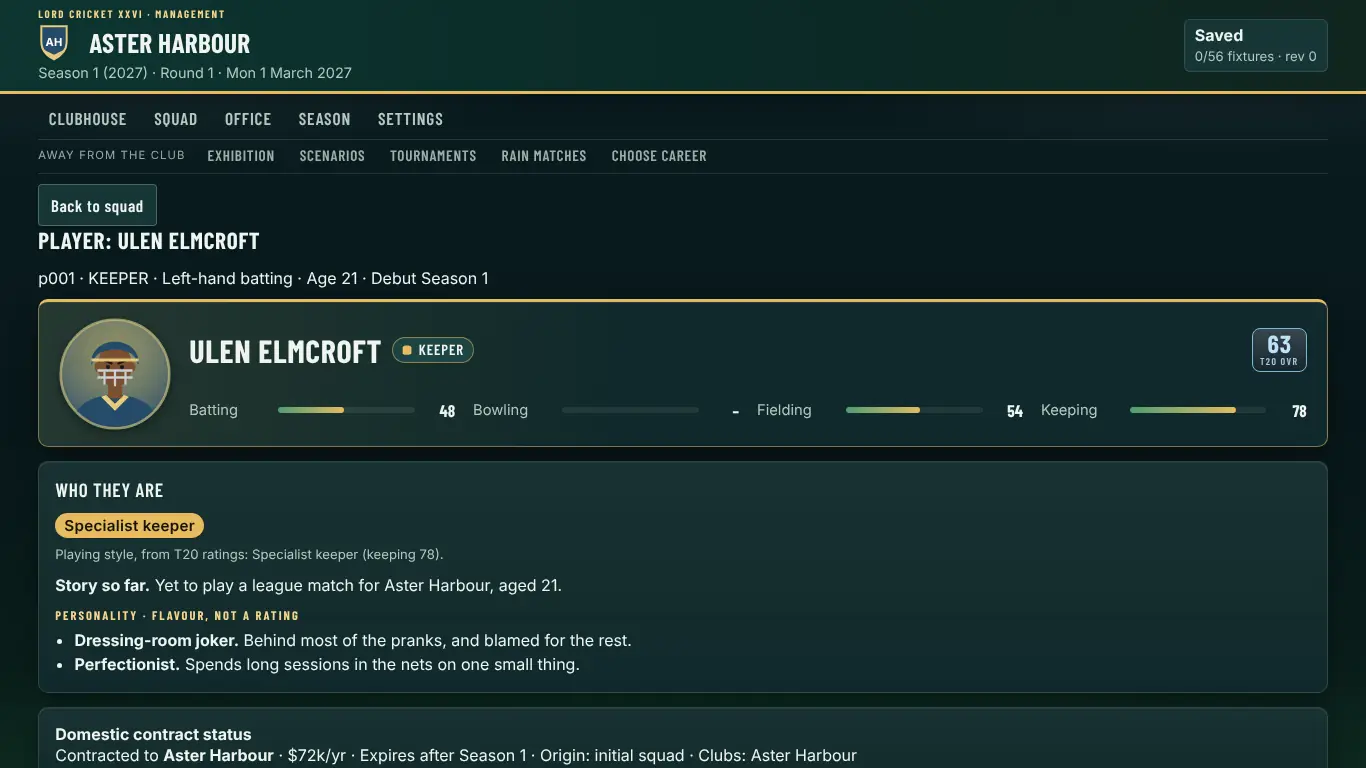 LORD CRICKET XXVI · MANAGEMENT
AH
ASTER HARBOUR
Season 1 (2027) · Round 1 · Mon 1 March 2027
Saved
0/56 fixtures · rev 0
CLUBHOUSE SQUAD OFFICE SEASON SETTINGS
AWAY FROM THE CLUB EXHIBITION SCENARIOS TOURNAMENTS RAIN MATCHES CHOOSE CAREER
Back to squad
PLAYER: ULEN ELMCROFT
p001 · KEEPER · Left-hand batting · Age 21 · Debut Season 1
ULEN ELMCROFT KEEPER
63
T20 OVR
Batting 48 Bowling - Fielding 54 Keeping 78
WHO THEY ARE
Specialist keeper
Playing style, from T20 ratings: Specialist keeper (keeping 78).
Story so far. Yet to play a league match for Aster Harbour, aged 21.
PERSONALITY · FLAVOUR, NOT A RATING
• Dressing-room joker. Behind most of the pranks, and blamed for the rest.
• Perfectionist. Spends long sessions in the nets on one small thing.
Domestic contract status
Contracted to Aster Harbour · $72k/yr · Expires after Season 1 · Origin: initial squad · Clubs: Aster Harbour